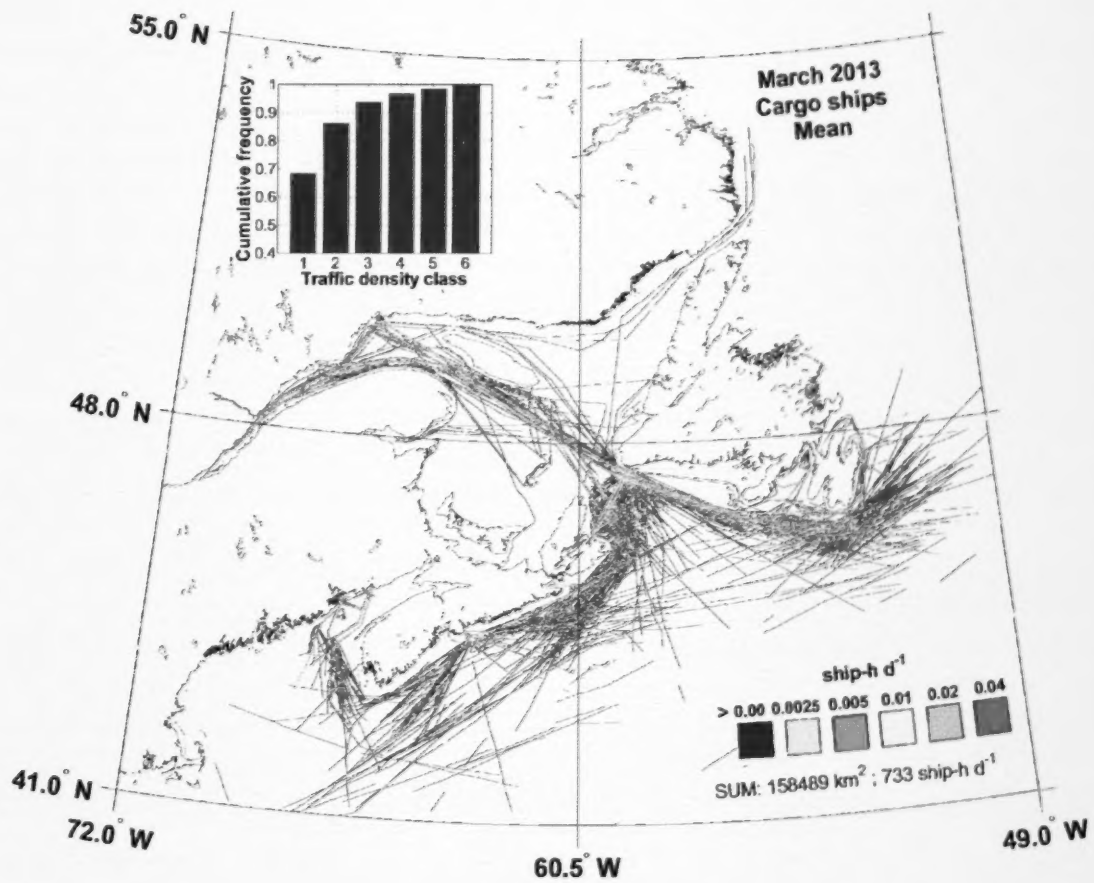 55.0° N
March 2013
Cargo ships
Mean
Cumulative frequency
1
0.9
0.8
0.7
0.6
0.5
0.4
1 2 3 4 5 6
Traffic density class
48.0° N
ship-h d⁻¹
> 0.00 0.0025 0.005 0.01 0.02 0.04
SUM: 158489 km² ; 733 ship-h d⁻¹
41.0° N
72.0° W
60.5° W
49.0° W